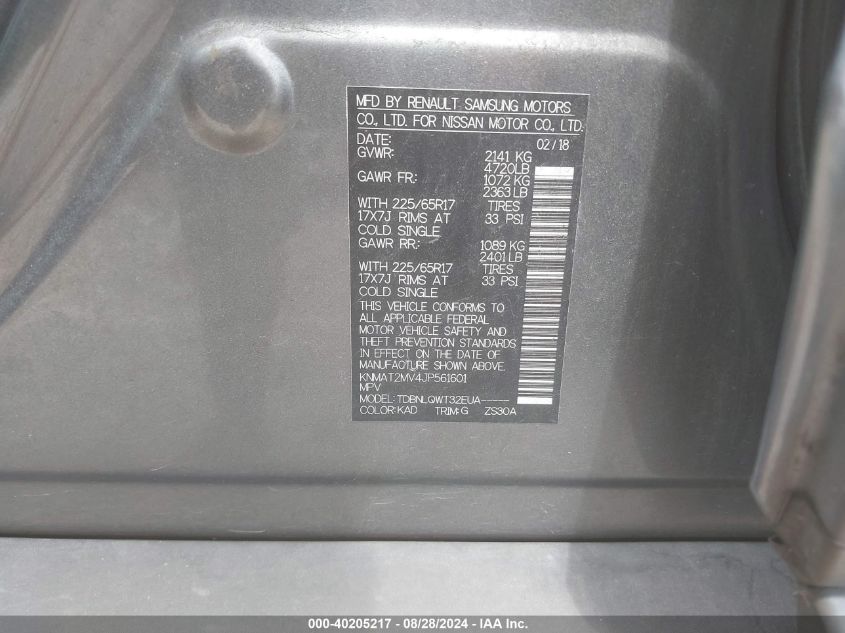 MFD BY RENAULT SAMSUNG MOTORS
CO., LTD. FOR NISSAN MOTOR CO., LTD.
DATE: 02/18
GVWR: 2141 KG
4720LB
GAWR FR.: 1072 KG
2363 LB
WITH 225/65R17 TIRES
17X7J RIMS AT 33 PSI
COLD SINGLE
GAWR RR.: 1089 KG
2401 LB
WITH 225/65R17 TIRES
17X7J RIMS AT 33 PSI
COLD SINGLE
THIS VEHICLE CONFORMS TO
ALL APPLICABLE FEDERAL
MOTOR VEHICLE SAFETY AND
THEFT PREVENTION STANDARDS
IN EFFECT ON THE DATE OF
MANUFACTURE SHOWN ABOVE.
KNMAT2MV4JP561601
MPV
MODEL: TDBNLQWT32EUA-----
COLOR:KAD TRIM:G ZS30A
000-40205217 - 08/28/2024 - IAA Inc.